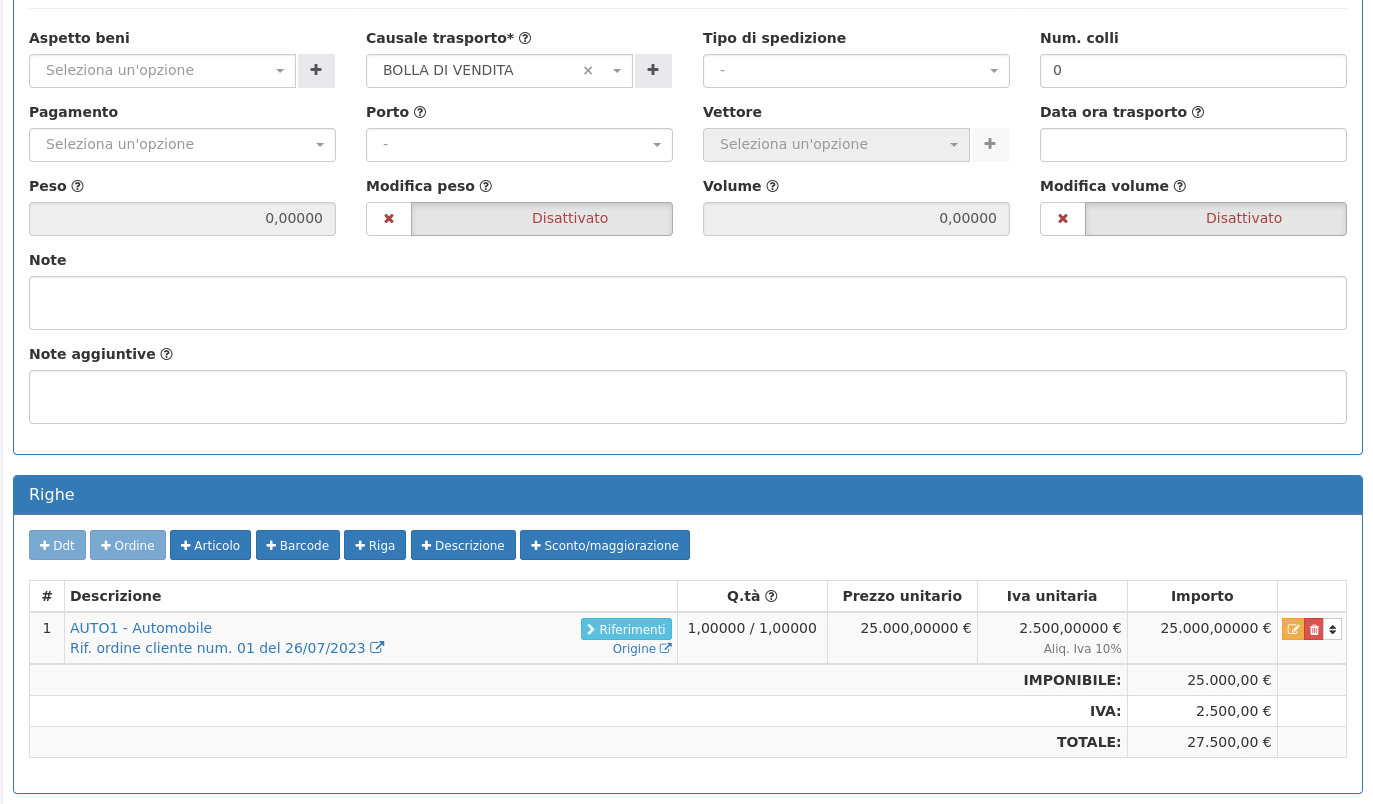 Aspetto beni Causale trasporto* Tipo di spedizione Num. colli
Seleziona un'opzione BOLLA DI VENDITA × - 0
Pagamento Porto Vettore Data ora trasporto
Seleziona un'opzione - Seleziona un'opzione
Peso Modifica peso Volume Modifica volume
0,00000 Disattivato 0,00000 Disattivato
Note
Note aggiuntive
Righe
+ Ddt + Ordine + Articolo + Barcode + Riga + Descrizione + Sconto/maggiorazione
# Descrizione Q.tà Prezzo unitario Iva unitaria Importo
1 AUTO1 - Automobile Riferimenti 1,00000 / 1,00000 25.000,00000 € 2.500,00000 € 25.000,00000 €
Rif. ordine cliente num. 01 del 26/07/2023 Origine Aliq. Iva 10%
IMPONIBILE: 25.000,00 €
IVA: 2.500,00 €
TOTALE: 27.500,00 €